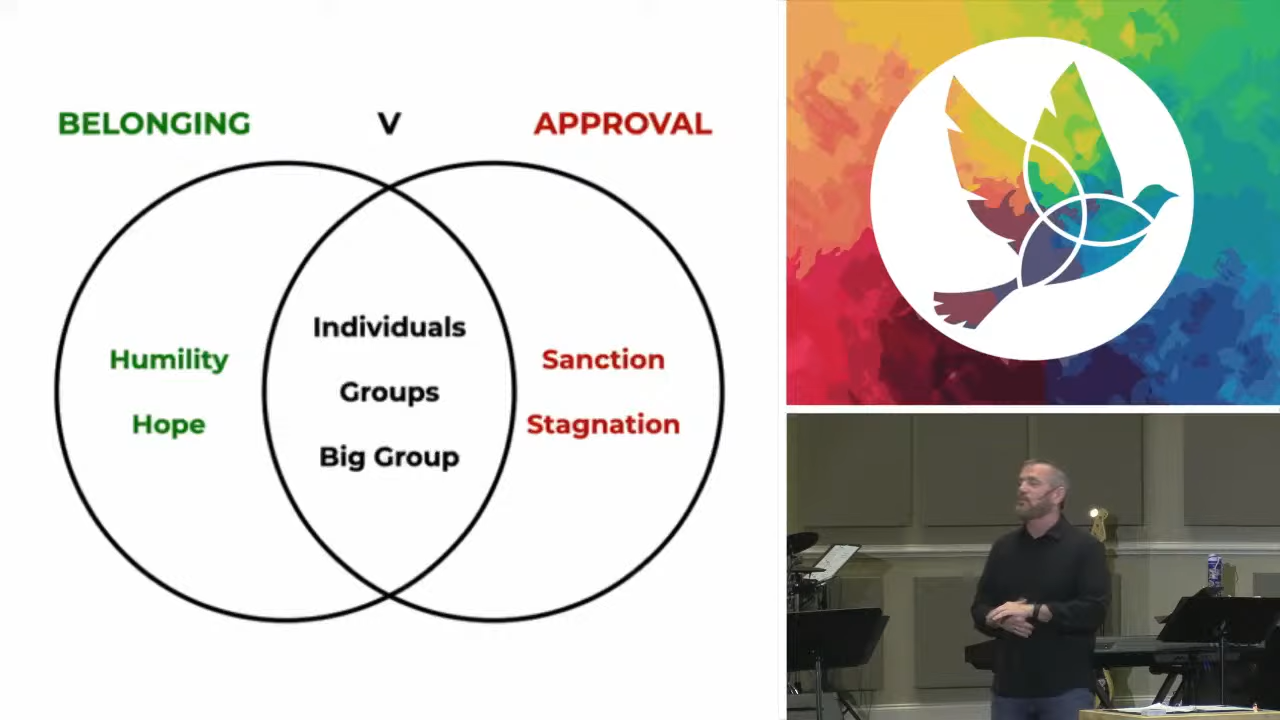 BELONGING V APPROVAL
Individuals
Humility
Sanction
Groups
Hope
Stagnation
Big Group